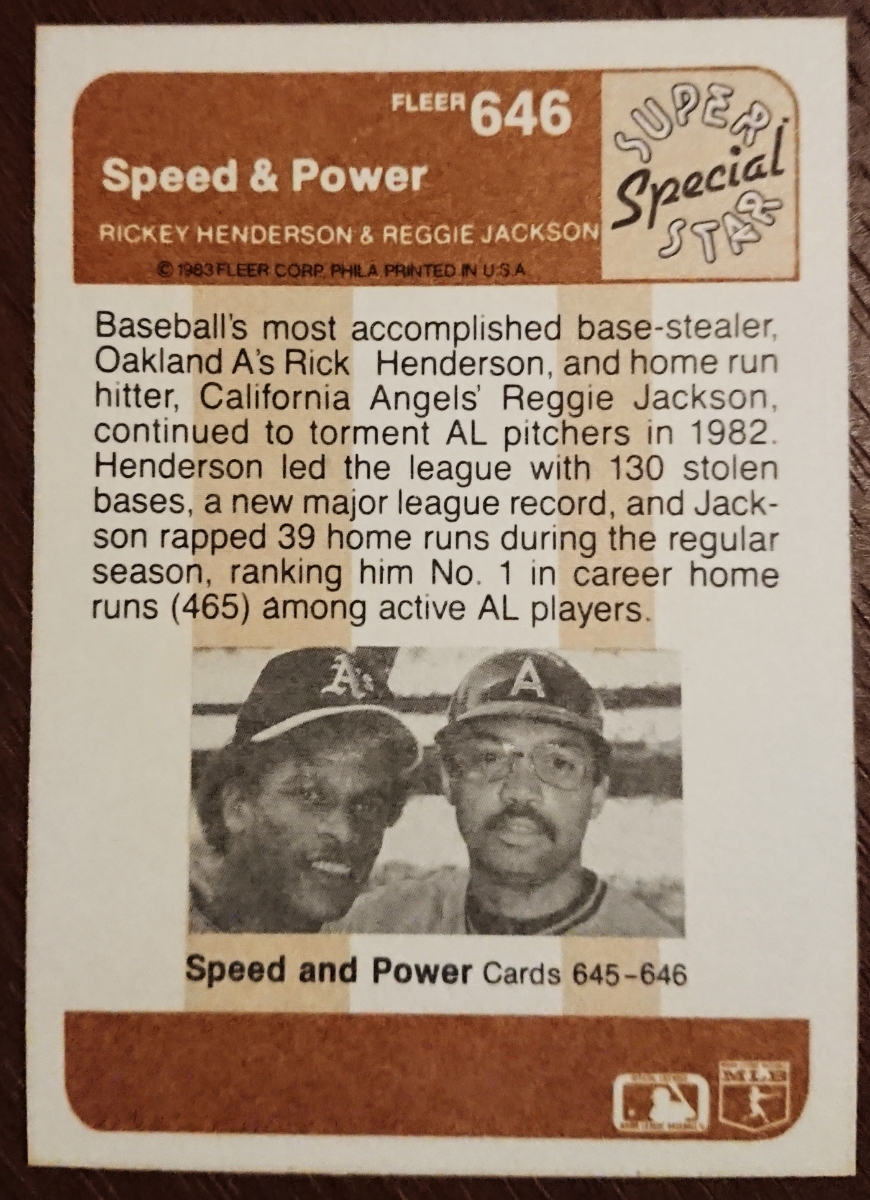 FLEER 646
SUPER
Special
STAR
Speed & Power
RICKEY HENDERSON & REGGIE JACKSON
© 1983 FLEER CORP. PHILA. PRINTED IN U.S.A.
Baseball's most accomplished base-stealer,
Oakland A's Rick Henderson, and home run
hitter, California Angels' Reggie Jackson,
continued to torment AL pitchers in 1982.
Henderson led the league with 130 stolen
bases, a new major league record, and Jack-
son rapped 39 home runs during the regular
season, ranking him No. 1 in career home
runs (465) among active AL players.
A's
A
Speed and Power Cards 645-646
MLB